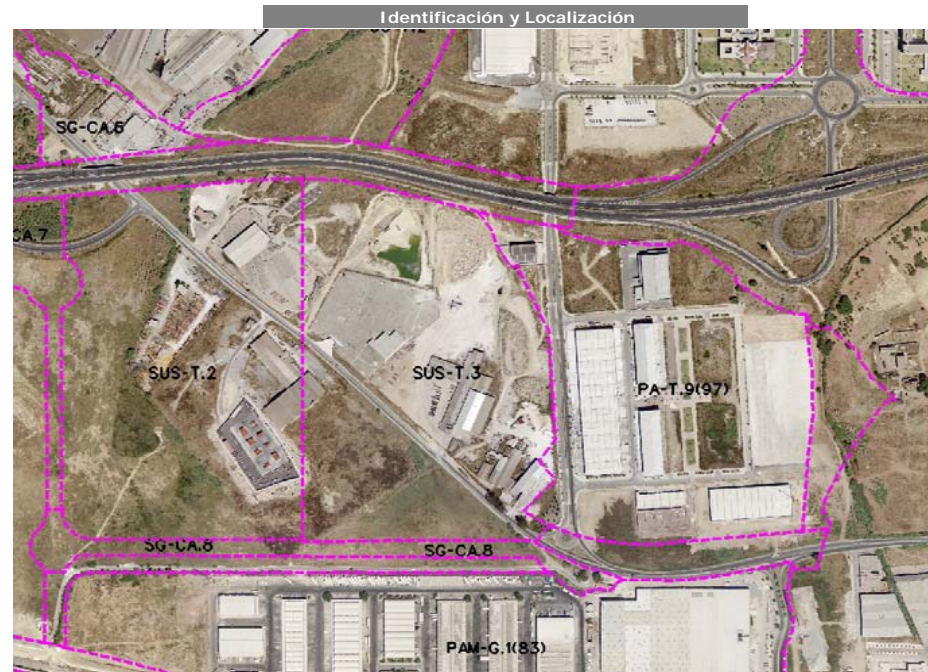 Identificación y Localización
SG-CA.6
CA.7
SUS-T.2
SUS-T.3
PA-T.9(97)
SG-CA.8
SG-CA.8
PAM-G.1(83)